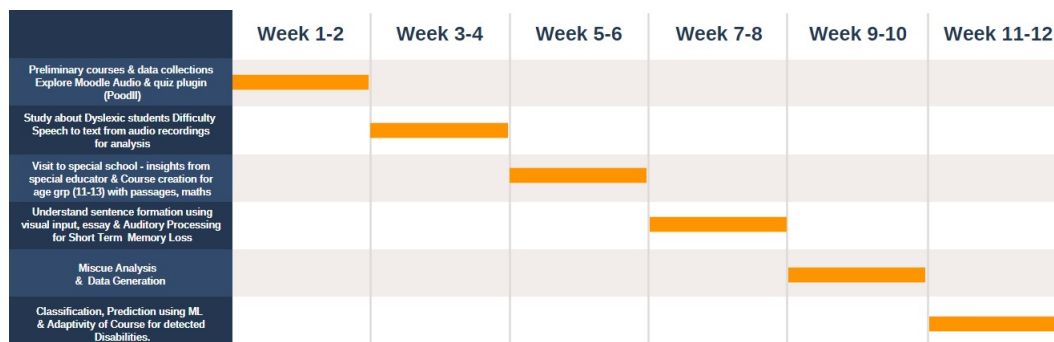 Week 1-2
Week 3-4
Week 5-6
Week 7-8
Week 9-10
Week 11-12
Preliminary courses & data collections
Explore Moodle Audio & quiz plugin
(Poodll)
Study about Dyslexic students Difficulty
Speech to text from audio recordings
for analysis
Visit to special school - insights from
special educator & Course creation for
age grp (11-13) with passages, maths
Understand sentence formation using
visual input, essay & Auditory Processing
for Short Term Memory Loss
Miscue Analysis
& Data Generation
Classification, Prediction using ML
& Adaptivity of Course for detected
Disabilities.